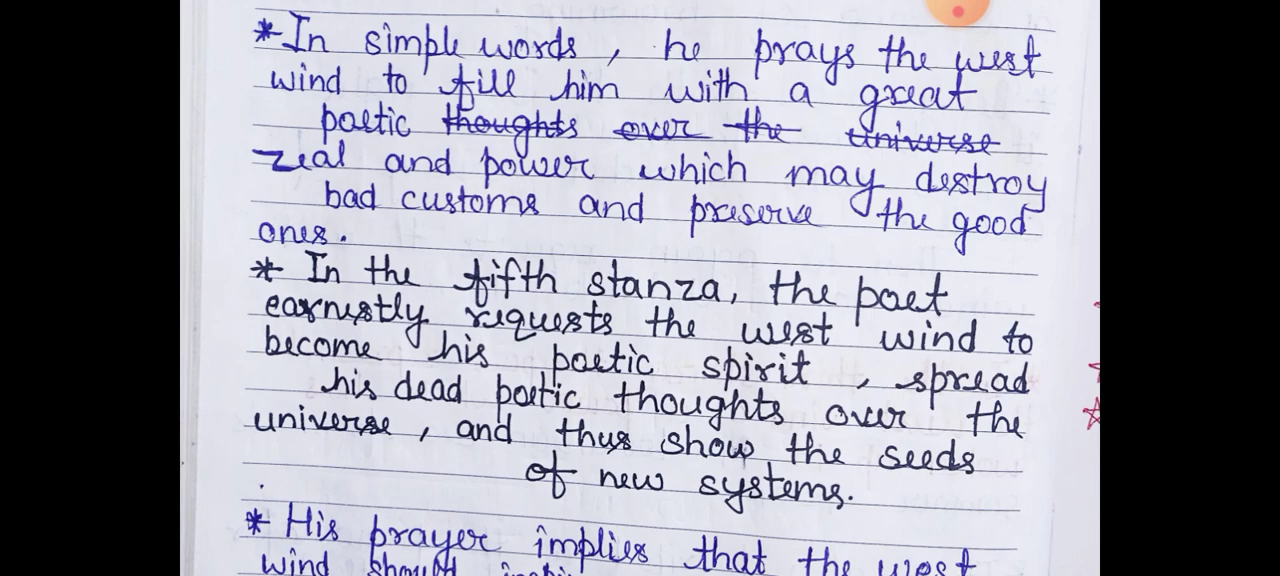 *In simple words, he prays the west
wind to fill him with a great
poetic thoughts over the universe
zeal and power which may destroy
bad customs and preserve the good
ones.
* In the fifth stanza, the poet
earnestly requests the west wind to
become his poetic spirit, spread
his dead poetic thoughts over the
universe, and thus show the seeds
of new systems.
* His prayer implies that the west
wind should